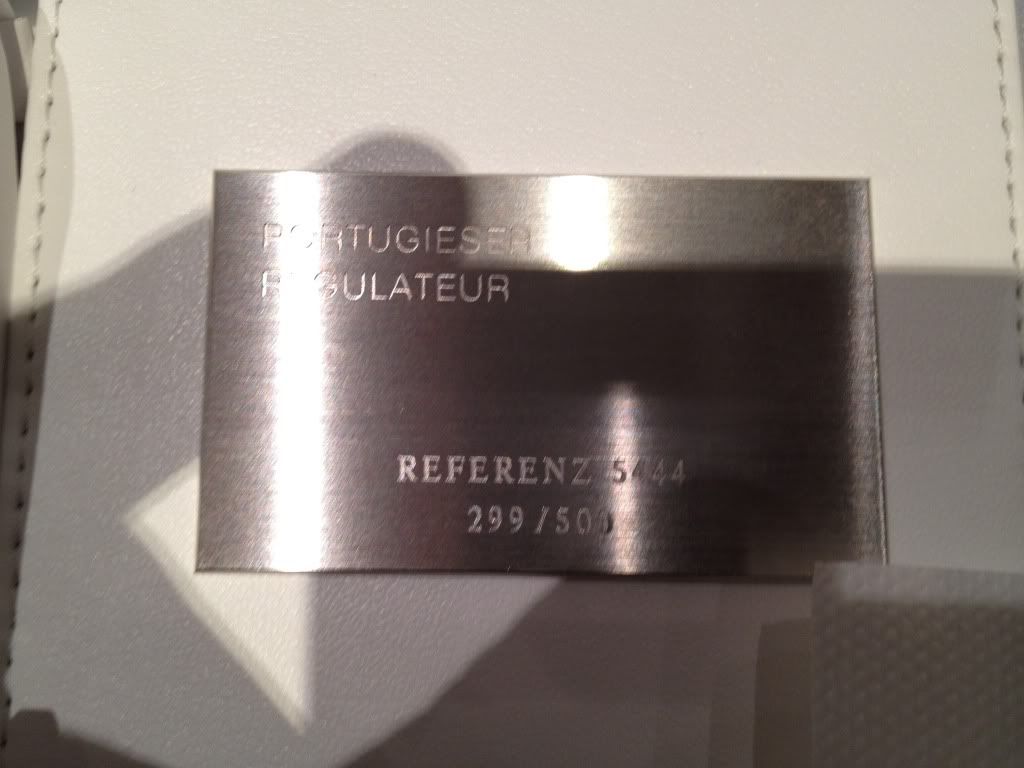 PORTUGIESER
REGULATEUR
REFERENZ 5444
299/500